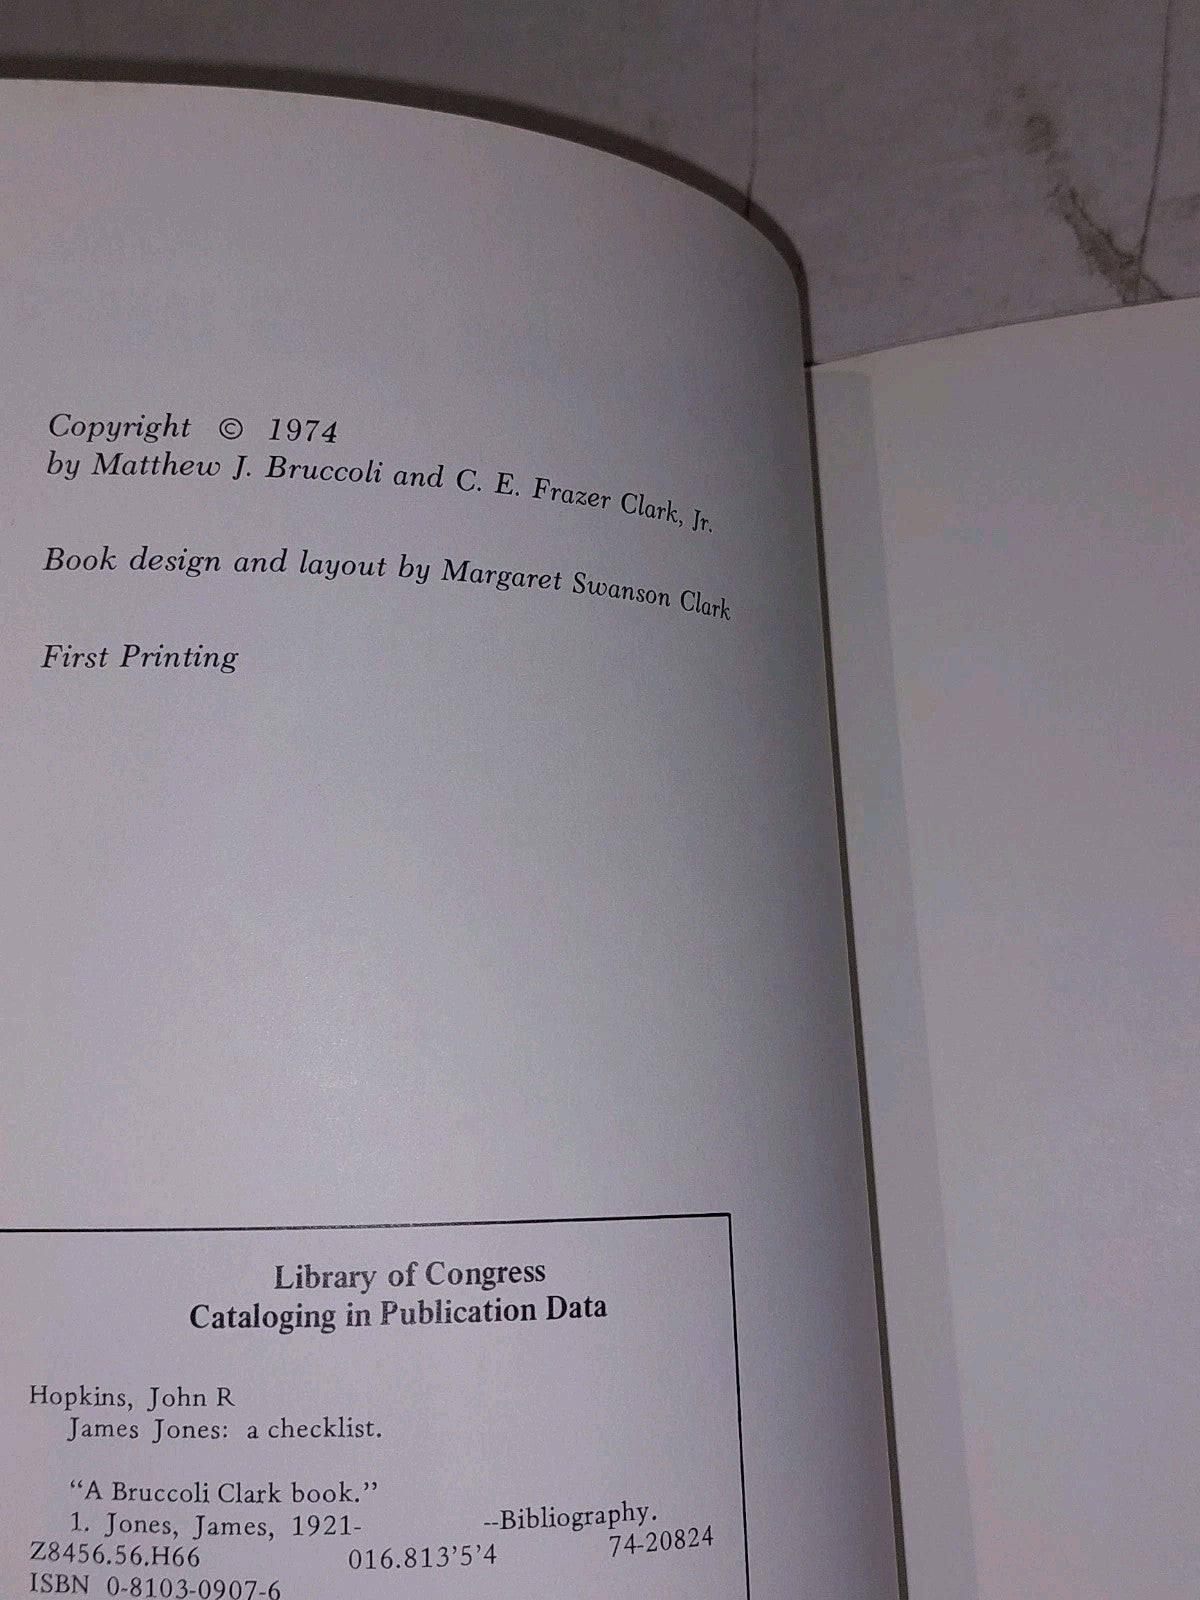 Copyright © 1974
by Matthew J. Bruccoli and C. E. Frazer Clark, Jr.
Book design and layout by Margaret Swanson Clark
First Printing
Library of Congress
Cataloging in Publication Data
Hopkins, John R
James Jones: a checklist.
“A Bruccoli Clark book.”
1. Jones, James, 1921- --Bibliography.
Z8456.56.H66 016.813’5’4 74-20824
ISBN 0-8103-0907-6